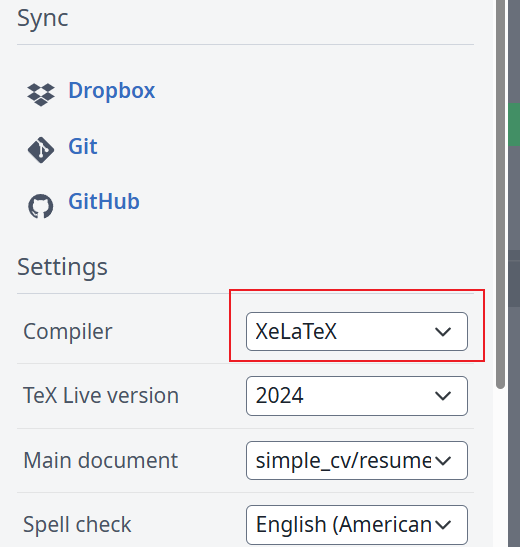 Sync
Dropbox
Git
GitHub
Settings
Compiler XeLaTeX
TeX Live version 2024
Main document simple_cv/resume
Spell check English (American